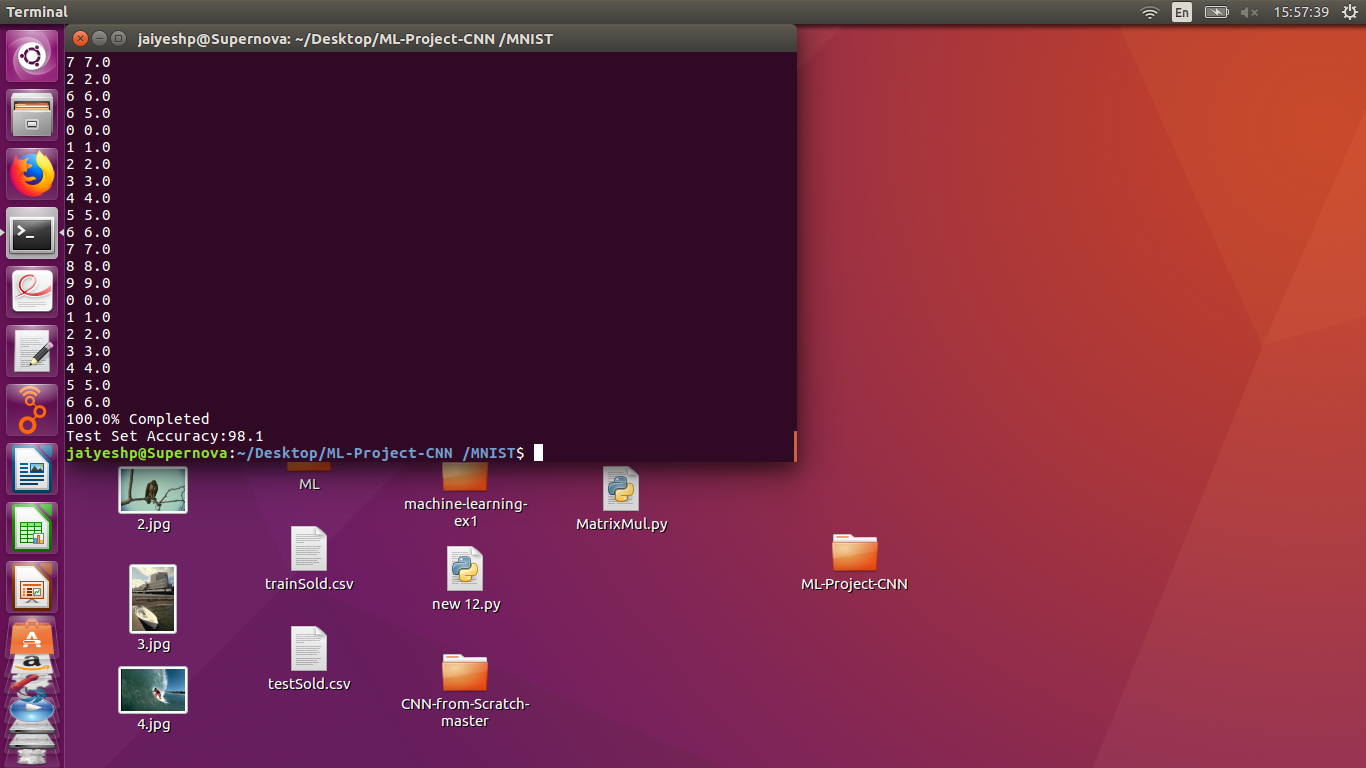 Terminal
En
15:57:39
jaiyeshp@Supernova: ~/Desktop/ML-Project-CNN /MNIST
7 7.0
2 2.0
6 6.0
6 5.0
0 0.0
1 1.0
2 2.0
3 3.0
4 4.0
5 5.0
6 6.0
7 7.0
8 8.0
9 9.0
0 0.0
1 1.0
2 2.0
3 3.0
4 4.0
5 5.0
6 6.0
100.0% Completed
Test Set Accuracy:98.1
jaiyeshp@Supernova:~/Desktop/ML-Project-CNN /MNIST$
2.jpg
ML
machine-learning-
ex1
MatrixMul.py
trainSold.csv
new 12.py
ML-Project-CNN
3.jpg
testSold.csv
CNN-from-Scratch-
master
4.jpg